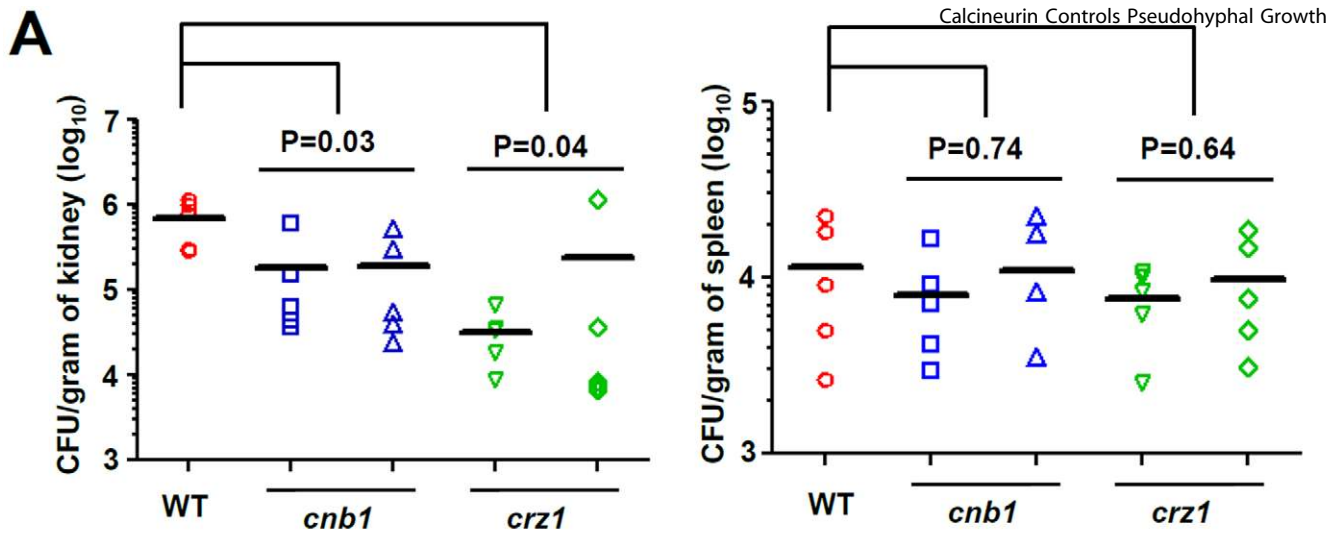 Calcineurin Controls Pseudohyphal Growth
A
CFU/gram of kidney (log10)
7
6
5
4
3
P=0.03
P=0.04
WT
cnb1
crz1
CFU/gram of spleen (log10)
5
4
3
P=0.74
P=0.64
WT
cnb1
crz1